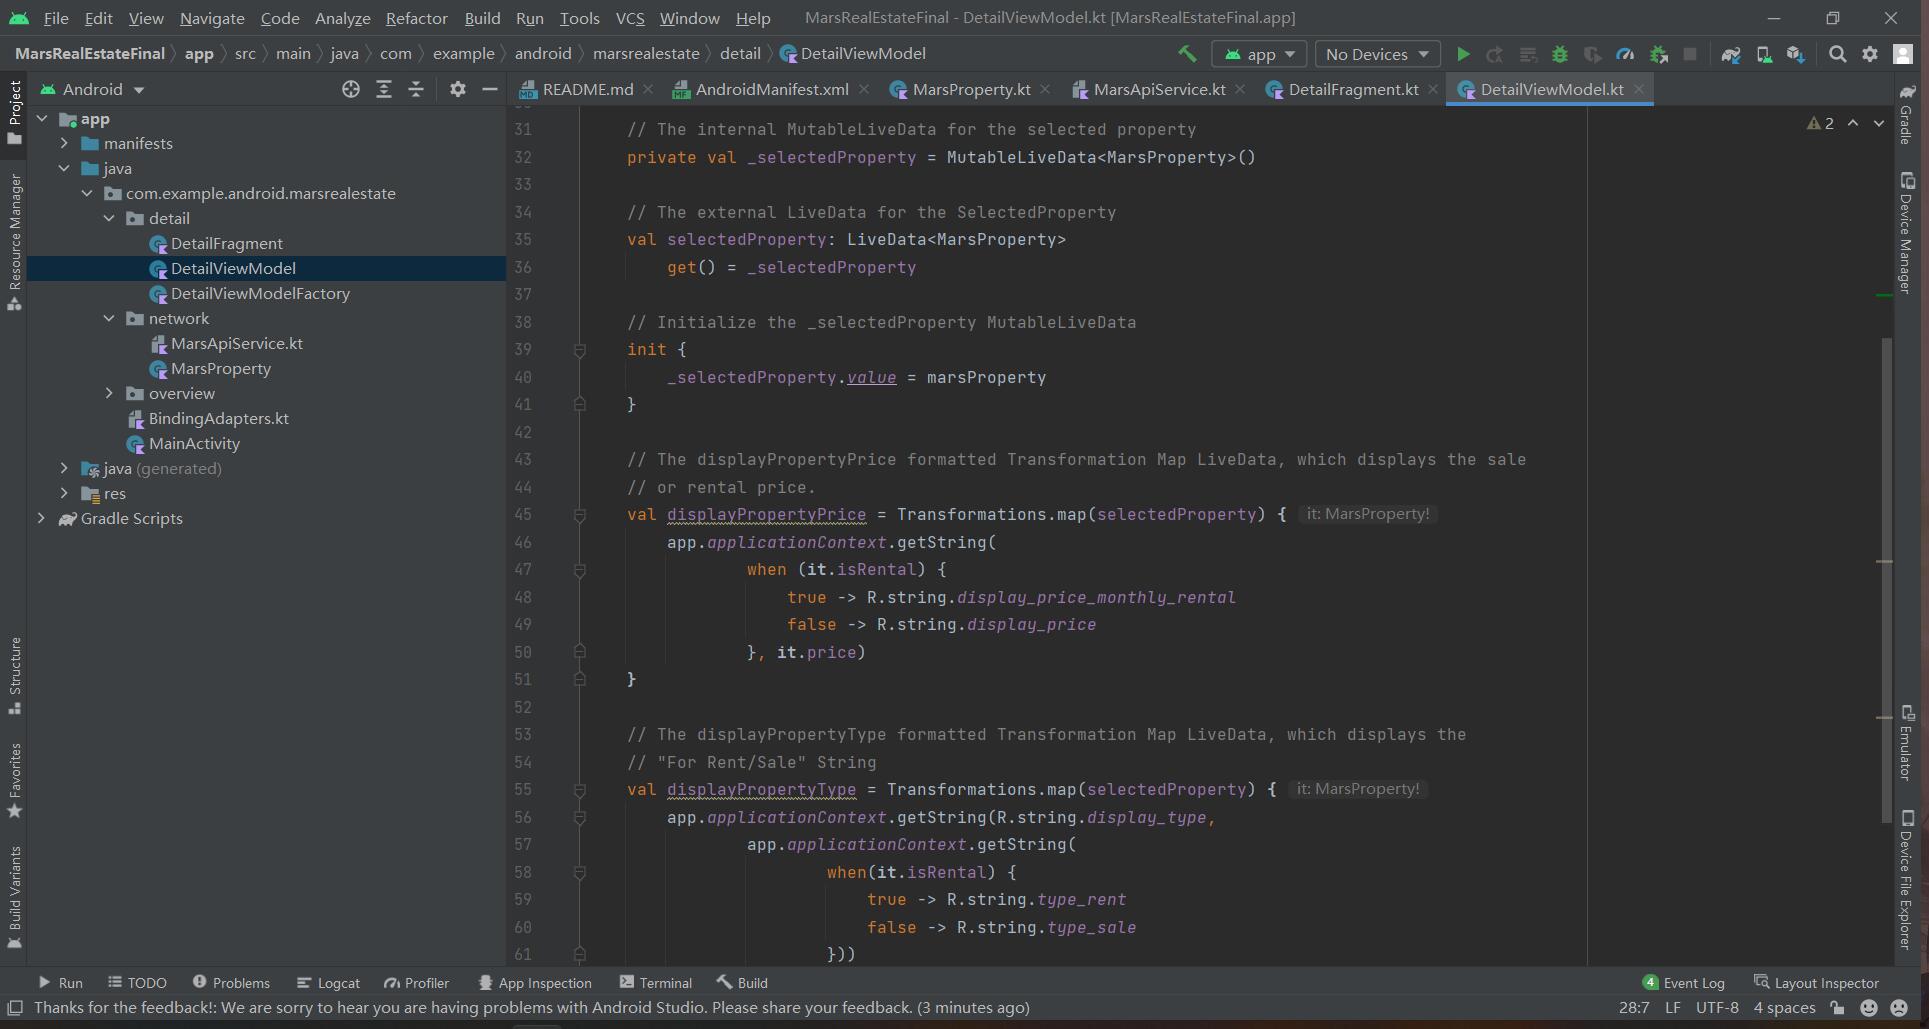 File Edit View Navigate Code Analyze Refactor Build Run Tools VCS Window Help MarsRealEstateFinal - DetailViewModel.kt [MarsRealEstateFinal.app]
MarsRealEstateFinal app src main java com example android marsrealestate detail DetailViewModel app No Devices
Project
Resource Manager
Structure
Favorites
Build Variants
Android
app
manifests
java
com.example.android.marsrealestate
detail
DetailFragment
DetailViewModel
DetailViewModelFactory
network
MarsApiService.kt
MarsProperty
overview
BindingAdapters.kt
MainActivity
java (generated)
res
Gradle Scripts
README.md AndroidManifest.xml MarsProperty.kt MarsApiService.kt DetailFragment.kt DetailViewModel.kt
2
31 // The internal MutableLiveData for the selected property
32 private val _selectedProperty = MutableLiveData<MarsProperty>()
33
34 // The external LiveData for the SelectedProperty
35 val selectedProperty: LiveData<MarsProperty>
36 get() = _selectedProperty
37
38 // Initialize the _selectedProperty MutableLiveData
39 init {
40 _selectedProperty.value = marsProperty
41 }
42
43 // The displayPropertyPrice formatted Transformation Map LiveData, which displays the sale
44 // or rental price.
45 val displayPropertyPrice = Transformations.map(selectedProperty) { it: MarsProperty!
46 app.applicationContext.getString(
47 when (it.isRental) {
48 true -> R.string.display_price_monthly_rental
49 false -> R.string.display_price
50 }, it.price)
51 }
52
53 // The displayPropertyType formatted Transformation Map LiveData, which displays the
54 // "For Rent/Sale" String
55 val displayPropertyType = Transformations.map(selectedProperty) { it: MarsProperty!
56 app.applicationContext.getString(R.string.display_type,
57 app.applicationContext.getString(
58 when(it.isRental) {
59 true -> R.string.type_rent
60 false -> R.string.type_sale
61 }))
Gradle
Device Manager
Emulator
Device File Explorer
Run TODO Problems Logcat Profiler App Inspection Terminal Build 4 Event Log Layout Inspector
Thanks for the feedback!: We are sorry to hear you are having problems with Android Studio. Please share your feedback. (3 minutes ago) 28:7 LF UTF-8 4 spaces